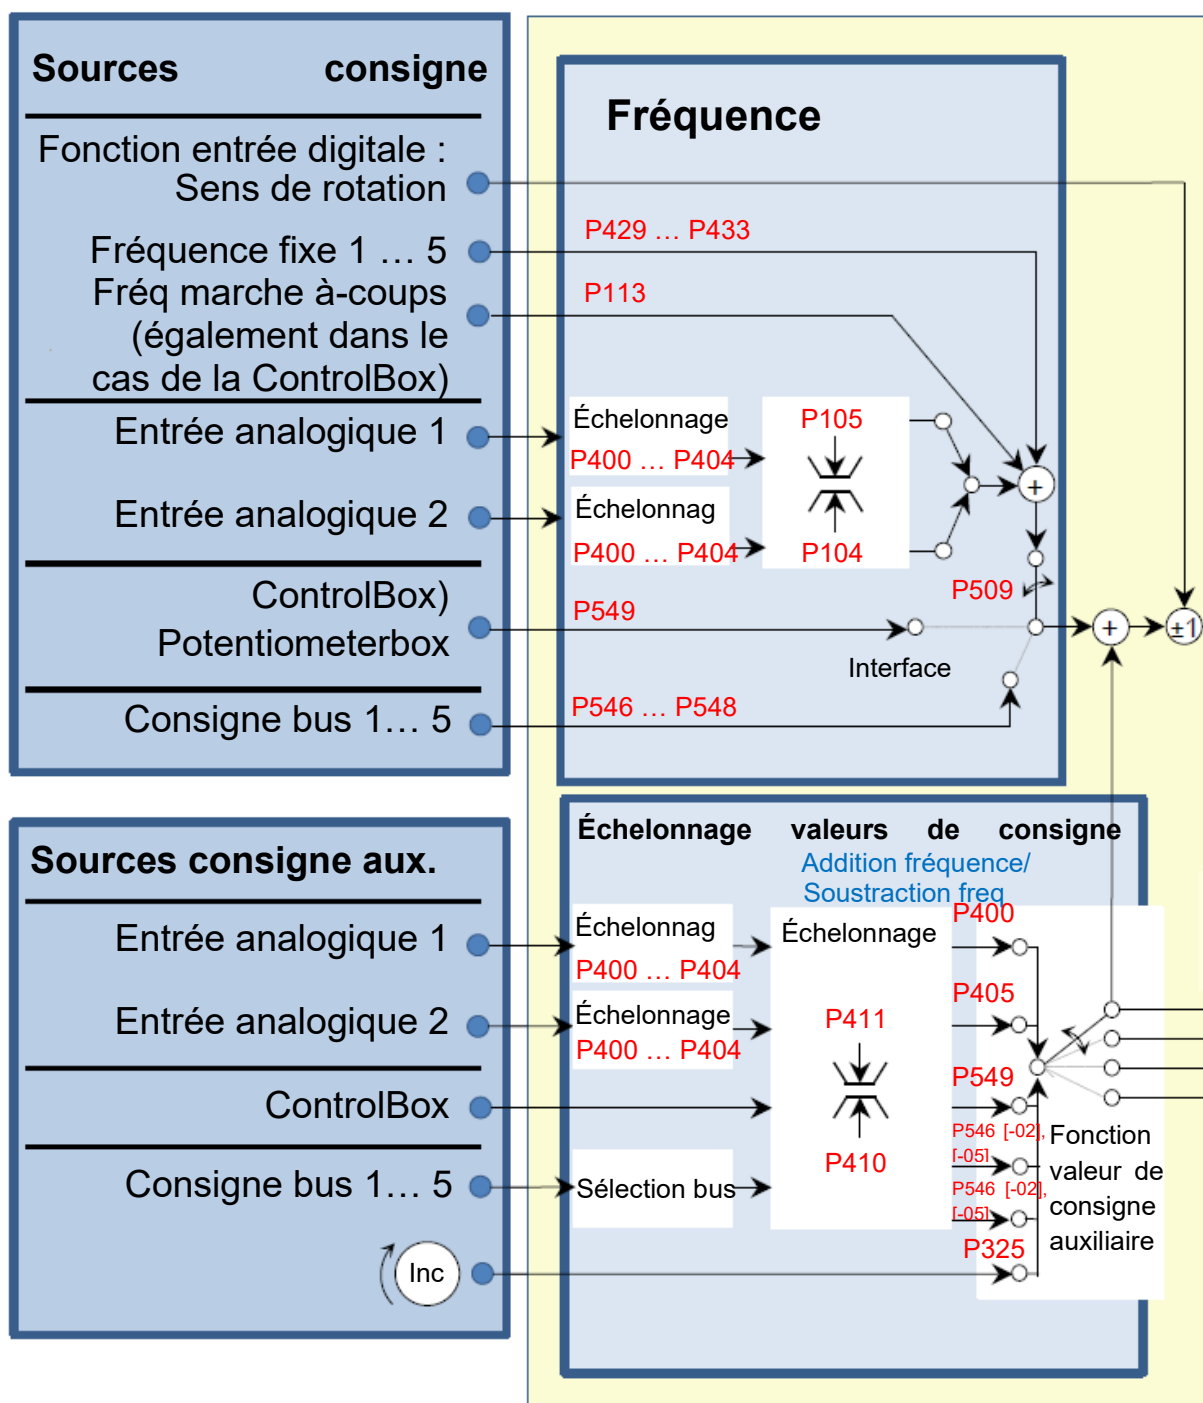 Sources consigne
Fonction entrée digitale :
Sens de rotation
Fréquence fixe 1 … 5
Fréq marche à-coups
(également dans le
cas de la ControlBox)
Entrée analogique 1
Entrée analogique 2
ControlBox)
Potentiometerbox
Consigne bus 1… 5
Fréquence
P429 … P433
P113
Échelonnage
P400 … P404
Échelonnag
P400 … P404
P105
P104
+
P509
P549
Interface
P546 … P548
+
±1
Sources consigne aux.
Entrée analogique 1
Entrée analogique 2
ControlBox
Consigne bus 1… 5
Inc
Échelonnage valeurs de consigne
Addition fréquence/
Soustraction freq
Échelonnag
P400 … P404
Échelonnage
P400 … P404
Sélection bus
Échelonnage
P411
P410
P400
P405
P549
P546 [-02],
[-05]
P546 [-02],
[-05]
P325
Fonction
valeur de
consigne
auxiliaire